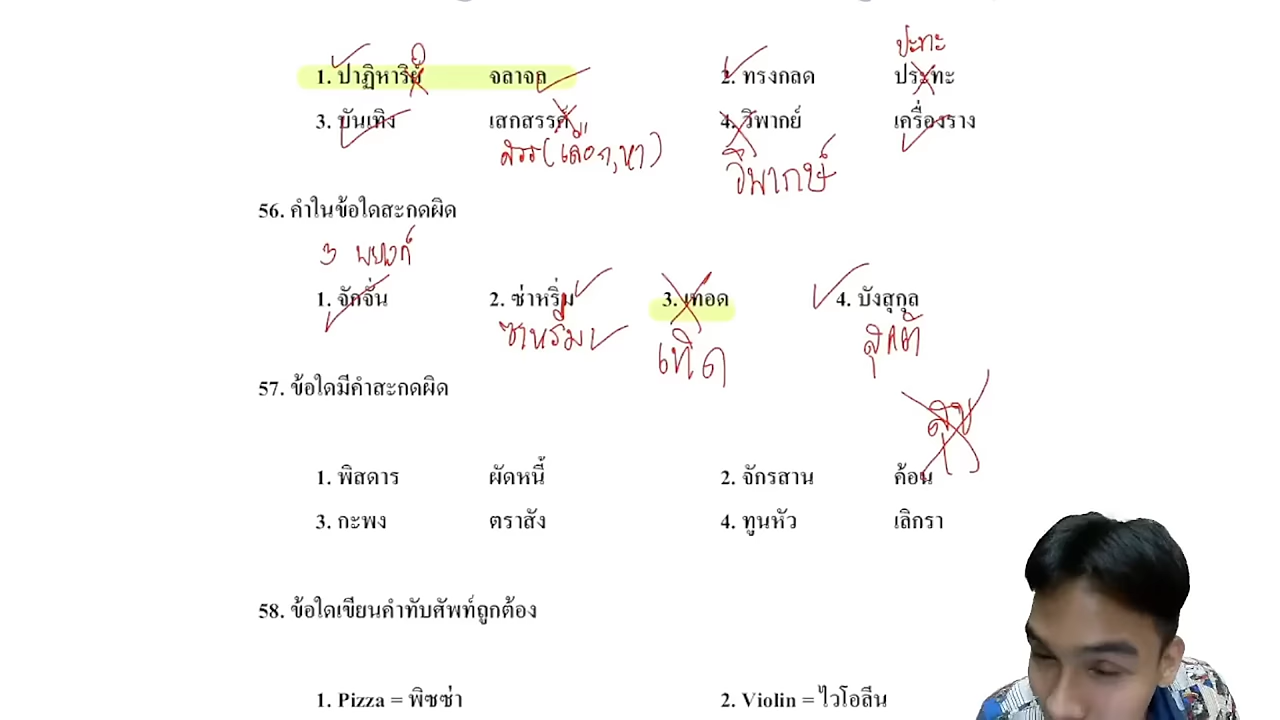 ปะทะ
1. ปาฏิหาริย์ จลาจล 2. ทรงกลด ประทะ
3. บันเทิง เสกสรรค์ 4. วิพากย์ เครื่องราง
สรร (เลือก, หา) วิพากษ์
56. คำในข้อใดสะกดผิด
3 พยางค์
1. จักจั่น 2. ซ่าหริ่ม 3. เทอด 4. บังสุกุล
ซาหริ่ม เทิด
57. ข้อใดมีคำสะกดผิด
1. พิสดาร ผัดหนี้ 2. จักรสาน ค้อน
3. กะพง ตราสัง 4. ทูนหัว เลิกรา
58. ข้อใดเขียนคำทับศัพท์ถูกต้อง
1. Pizza = พิซซ่า 2. Violin = ไวโอลีน